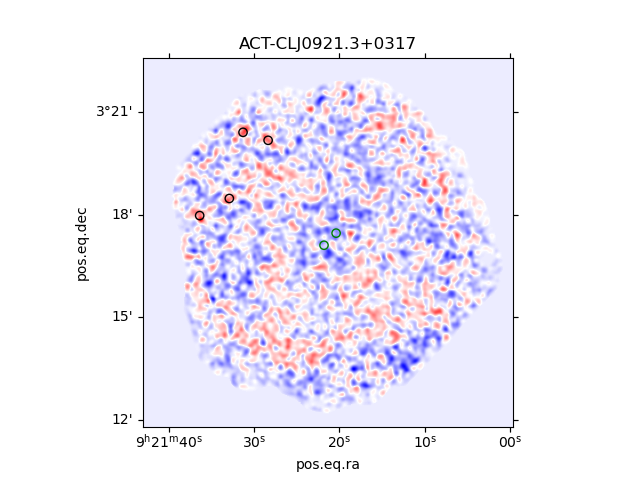 ACT-CLJ0921.3+0317
3°21'
18'
15'
12'
pos.eq.dec
9ʰ21ᵐ40ˢ 30ˢ 20ˢ 10ˢ 00ˢ
pos.eq.ra